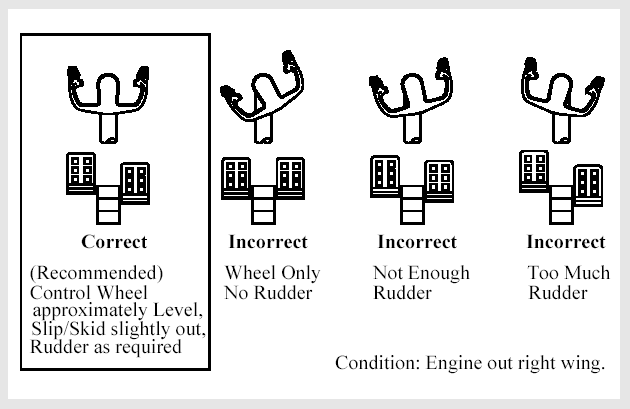 Correct
(Recommended)
Control Wheel
approximately Level,
Slip/Skid slightly out,
Rudder as required
Incorrect
Wheel Only
No Rudder
Incorrect
Not Enough
Rudder
Incorrect
Too Much
Rudder
Condition: Engine out right wing.